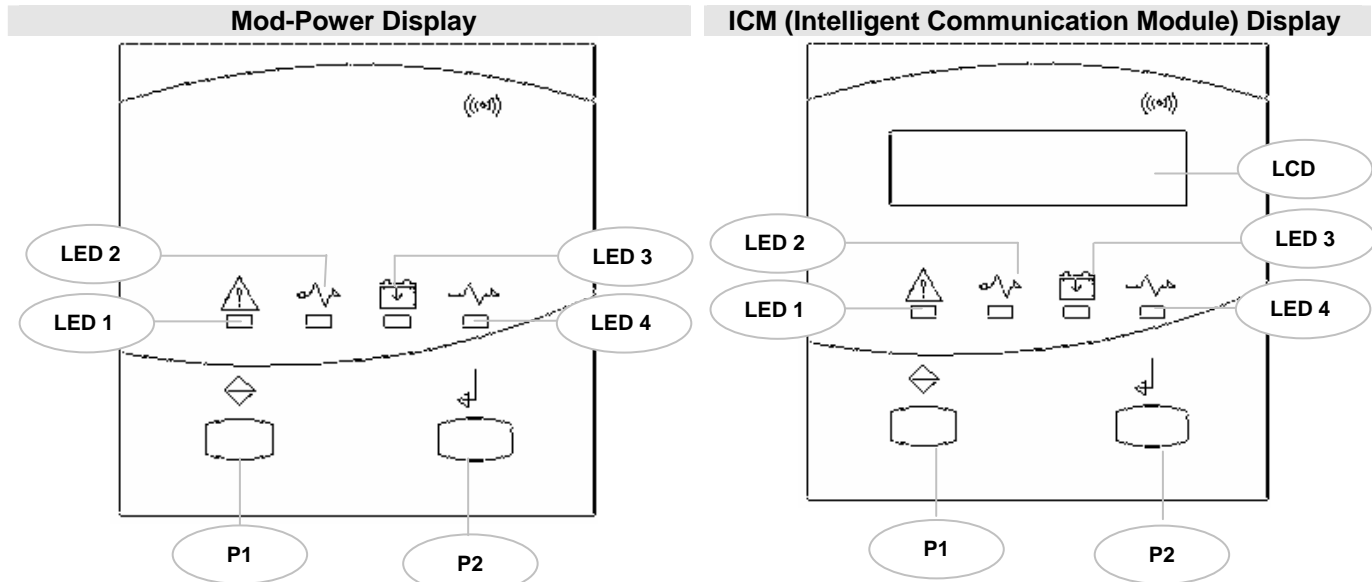 Mod-Power Display
LED 2
LED 3
LED 1
LED 4
P1
P2
ICM (Intelligent Communication Module) Display
LCD
LED 2
LED 3
LED 1
LED 4
P1
P2